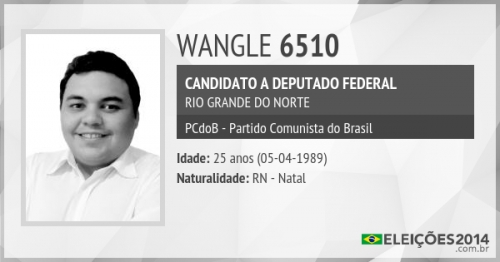 WANGLE 6510
CANDIDATO A DEPUTADO FEDERAL
RIO GRANDE DO NORTE
PCdoB - Partido Comunista do Brasil
Idade: 25 anos (05-04-1989)
Naturalidade: RN - Natal
ELEIÇÕES2014
.com.br